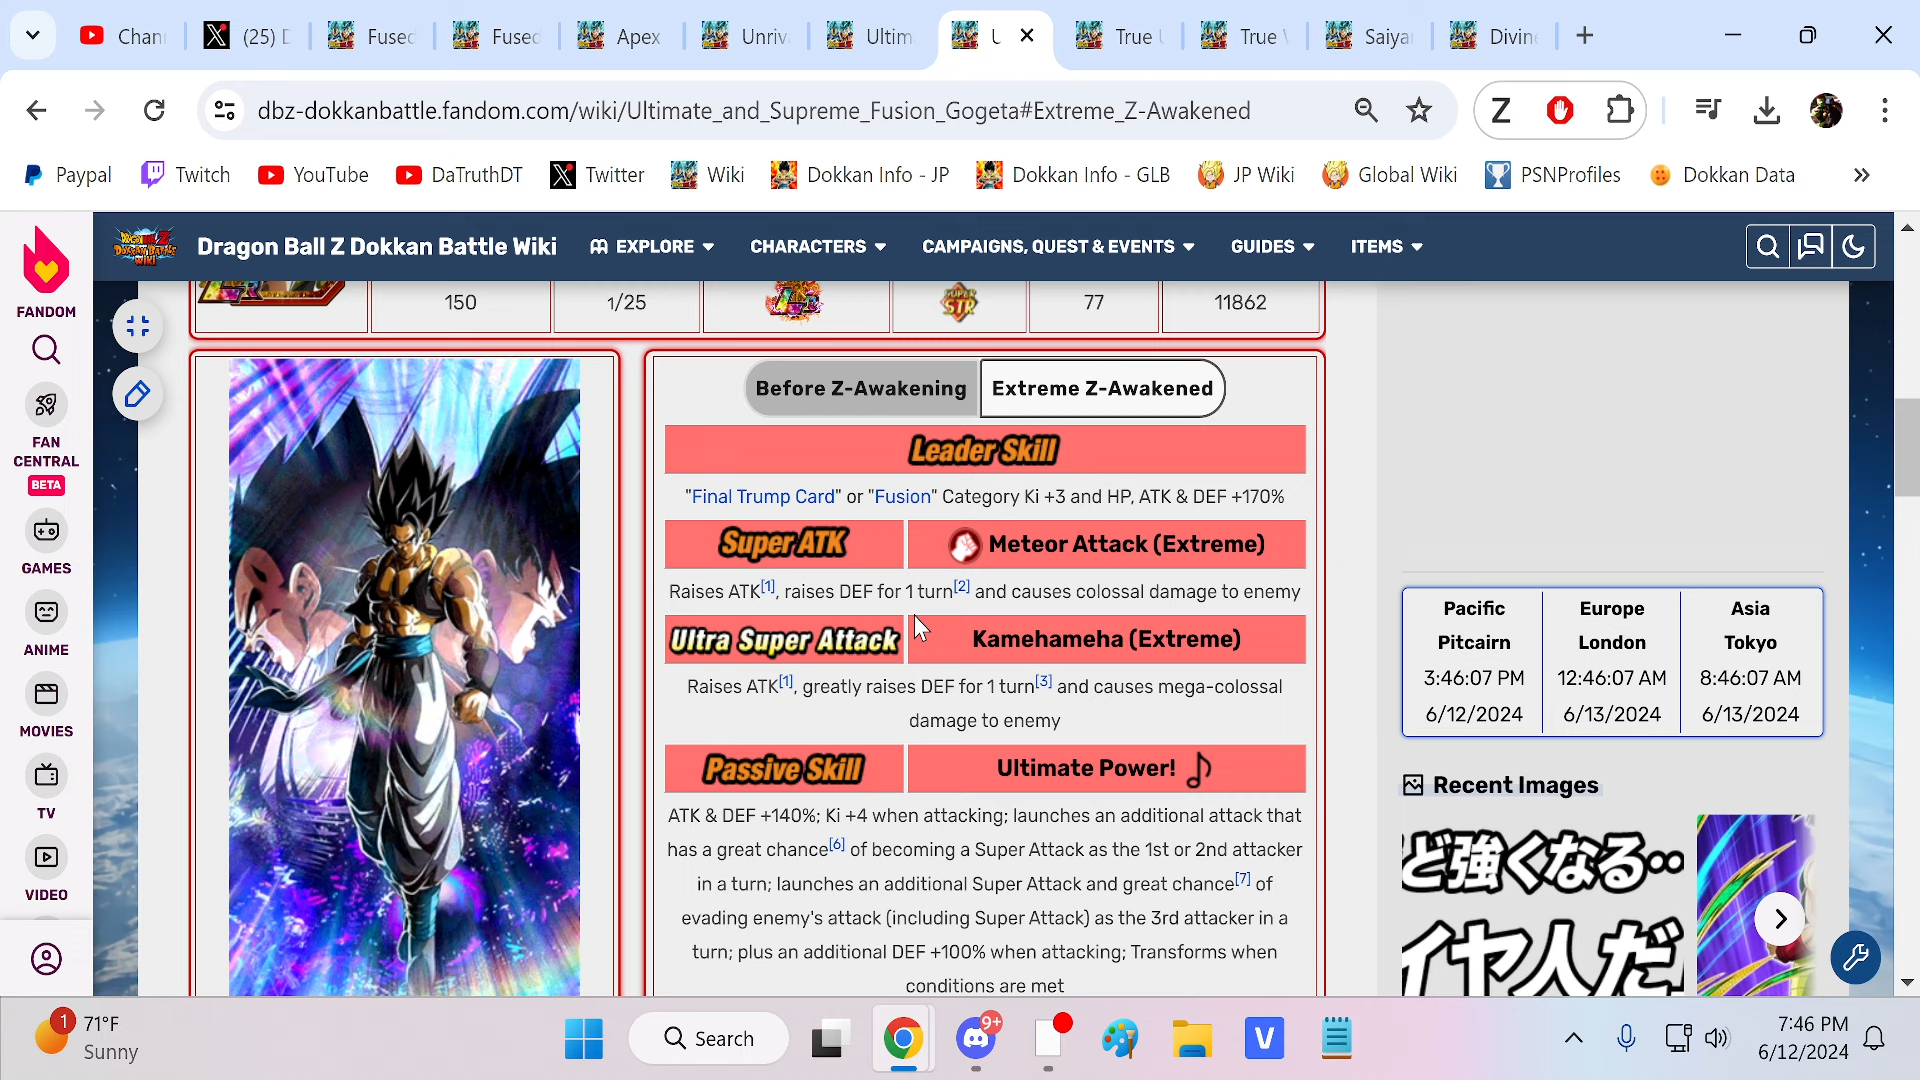 Chan
(25) D
Fused
Fused
Apex
Unriv
Ultim
U
True U
True V
Saiya
Divine
dbz-dokkanbattle.fandom.com/wiki/Ultimate_and_Supreme_Fusion_Gogeta#Extreme_Z-Awakened
Z
Paypal
Twitch
YouTube
DaTruthDT
Twitter
Wiki
Dokkan Info - JP
Dokkan Info - GLB
JP Wiki
Global Wiki
PSNProfiles
Dokkan Data
»
FANDOM
FAN
CENTRAL
BETA
GAMES
ANIME
MOVIES
TV
VIDEO
Dragon Ball Z Dokkan Battle Wiki
EXPLORE
CHARACTERS
CAMPAIGNS, QUEST & EVENTS
GUIDES
ITEMS
150
1/25
SUPER
STR
77
11862
Before Z-Awakening
Extreme Z-Awakened
Leader Skill
"Final Trump Card" or "Fusion" Category Ki +3 and HP, ATK & DEF +170%
Super ATK
Meteor Attack (Extreme)
Raises ATK[1], raises DEF for 1 turn[2] and causes colossal damage to enemy
Ultra Super Attack
Kamehameha (Extreme)
Raises ATK[1], greatly raises DEF for 1 turn[3] and causes mega-colossal
damage to enemy
Passive Skill
Ultimate Power!
ATK & DEF +140%; Ki +4 when attacking; launches an additional attack that
has a great chance[6] of becoming a Super Attack as the 1st or 2nd attacker
in a turn; launches an additional Super Attack and great chance[7] of
evading enemy's attack (including Super Attack) as the 3rd attacker in a
turn; plus an additional DEF +100% when attacking; Transforms when
conditions are met
Pacific
Pitcairn
3:46:07 PM
6/12/2024
Europe
London
12:46:07 AM
6/13/2024
Asia
Tokyo
8:46:07 AM
6/13/2024
Recent Images
ど強くなる‥
イヤ人だ
1
71°F
Sunny
Search
9+
V
7:46 PM
6/12/2024